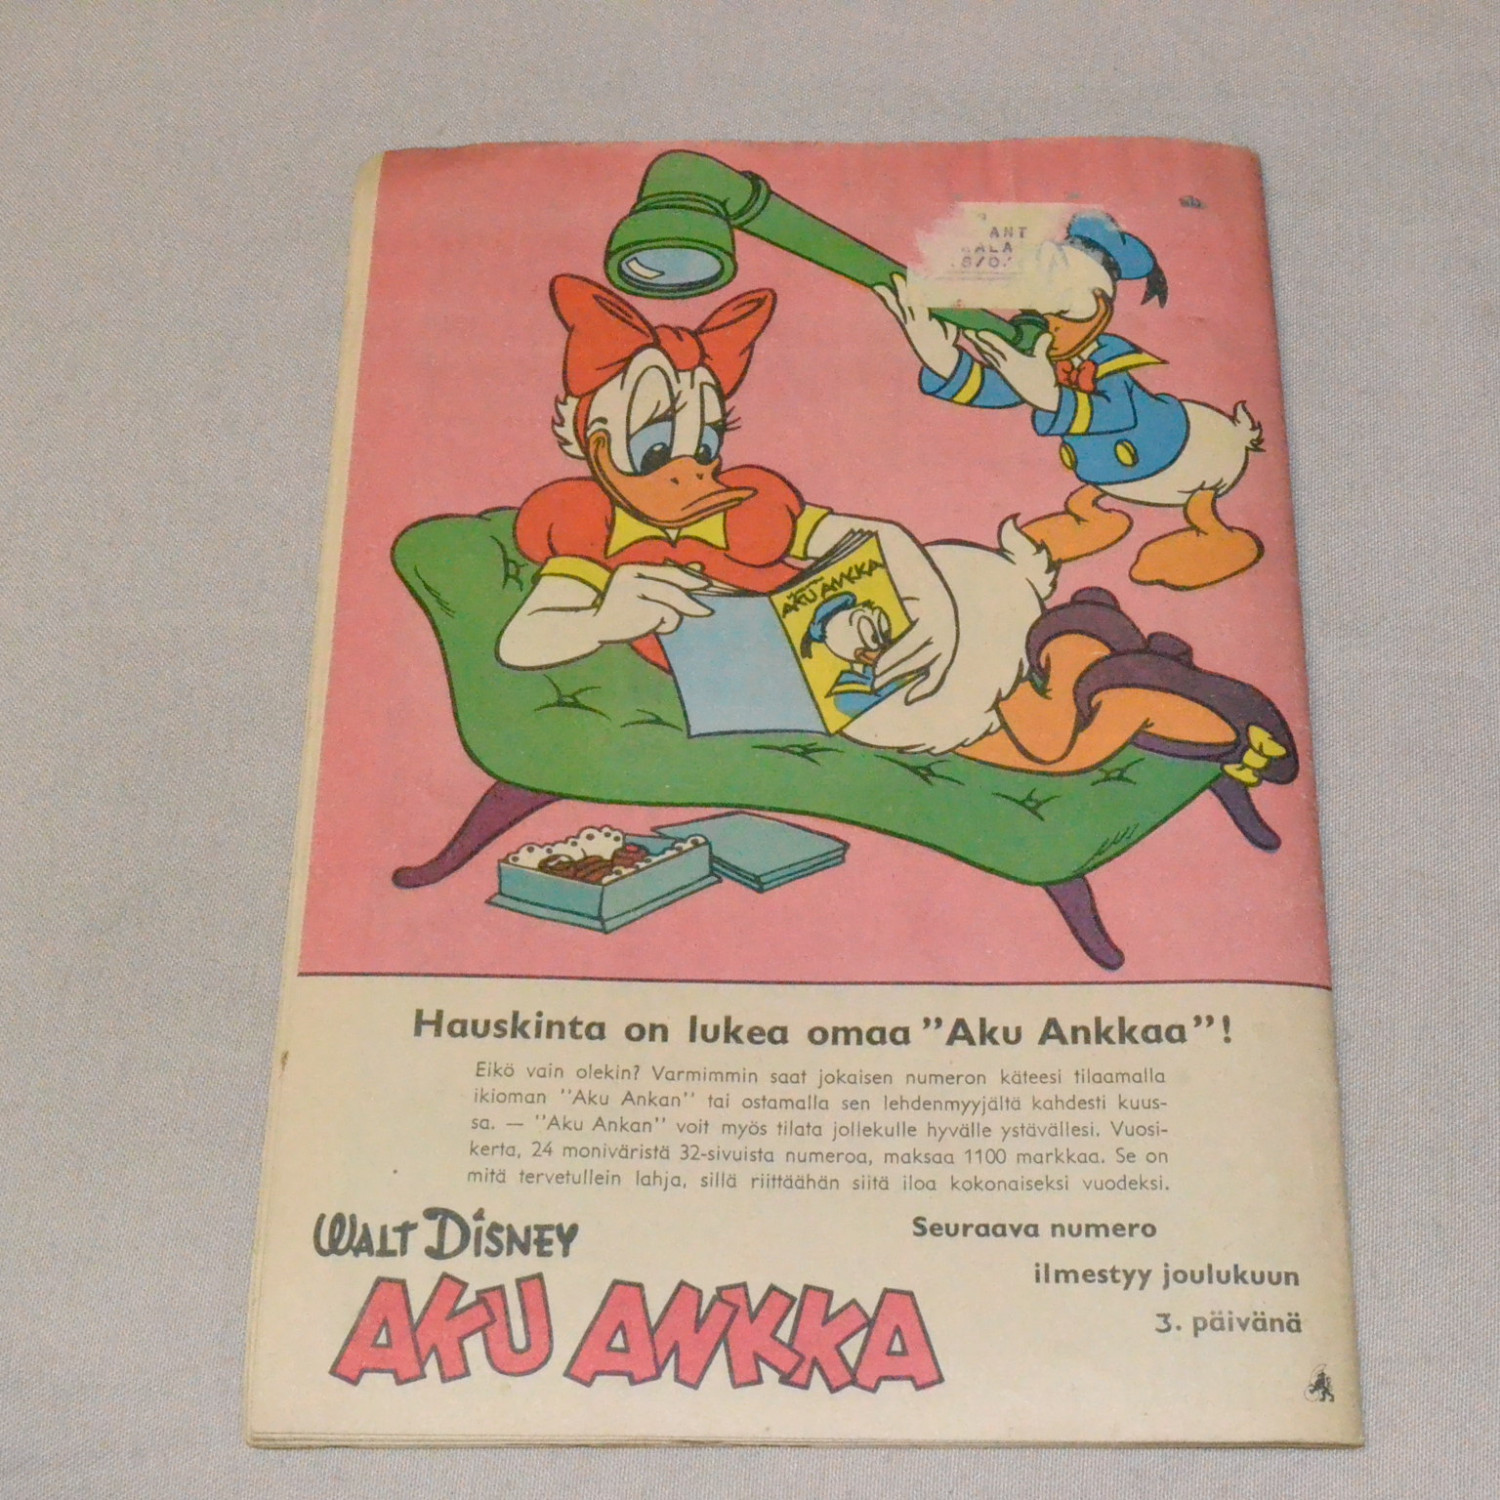 ANT
ALA
AKU ANKKA
Hauskinta on lukea omaa ”Aku Ankkaa”!
Eikö vain olekin? Varmimmin saat jokaisen numeron käteesi tilaamalla
ikioman ”Aku Ankan” tai ostamalla sen lehdenmyyjältä kahdesti kuus-
sa. — ”Aku Ankan” voit myös tilata jollekulle hyvälle ystävällesi. Vuosi-
kerta, 24 moniväristä 32-sivuista numeroa, maksaa 1100 markkaa. Se on
mitä tervetullein lahja, sillä riittäähän siitä iloa kokonaiseksi vuodeksi.
WALT DISNEY
AKU ANKKA
Seuraava numero
ilmestyy joulukuun
3. päivänä